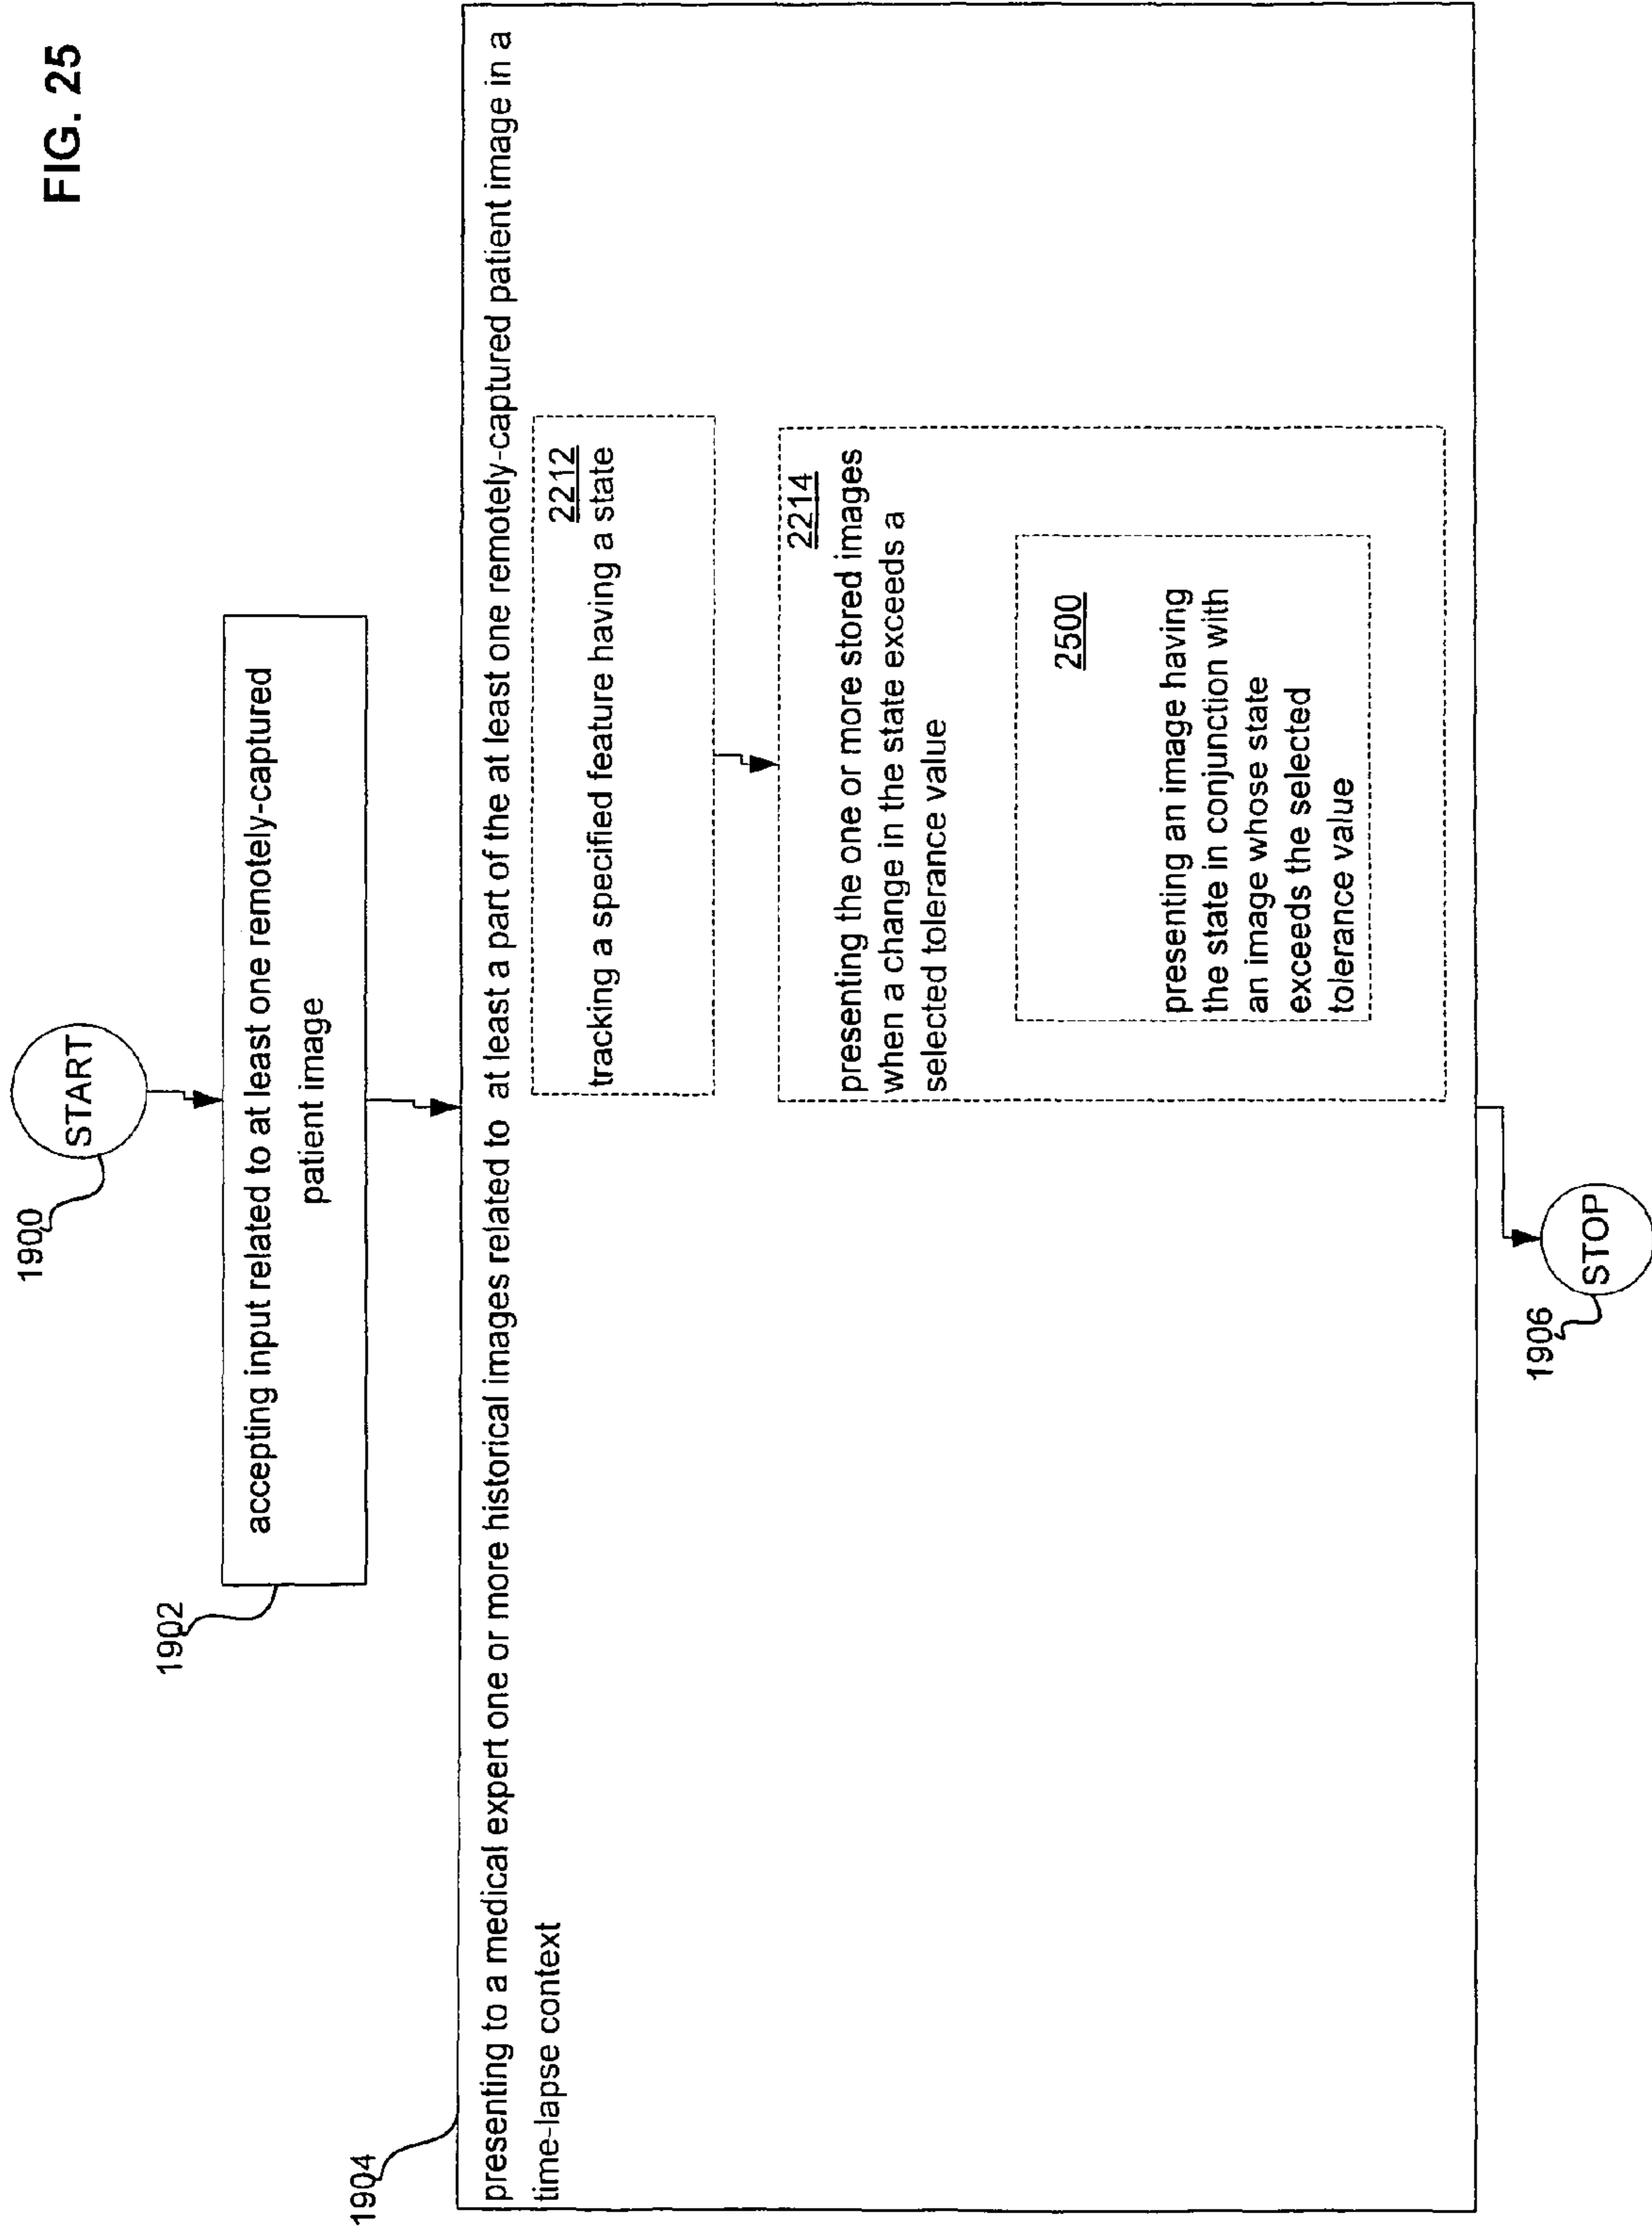 FIG. 25
START
1900
accepting input related to at least one remotely-captured
patient image
1902
presenting to a medical expert one or more historical images related to at least a part of the at least one remotely-captured patient image in a
time-lapse context
1904
2212
tracking a specified feature having a state
2214
presenting the one or more stored images
when a change in the state exceeds a
selected tolerance value
2500
presenting an image having
the state in conjunction with
an image whose state
exceeds the selected
tolerance value
STOP
1906